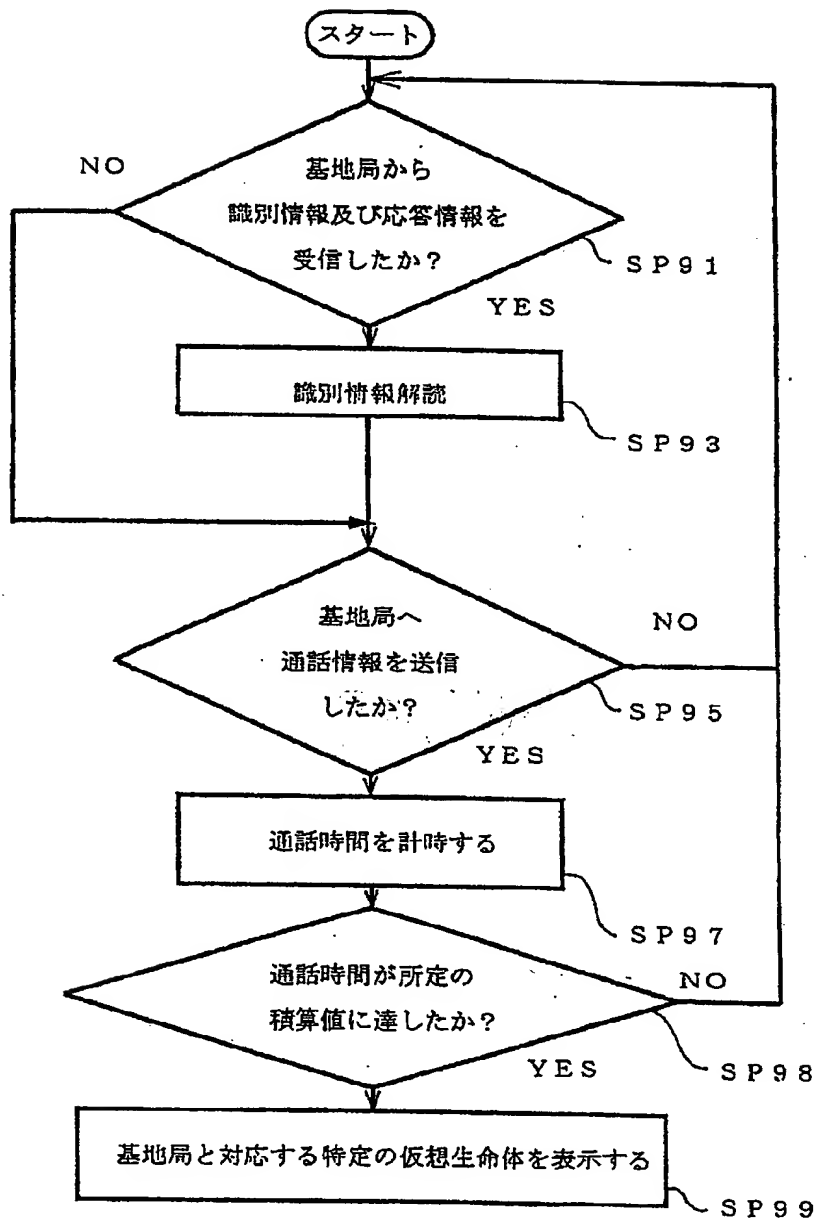 スタート
NO
基地局から
識別情報及び応答情報を
受信したか？
SP91
YES
識別情報解読
SP93
基地局へ
通話情報を送信
したか？
NO
SP95
YES
通話時間を計時する
SP97
通話時間が所定の
積算値に達したか？
NO
SP98
YES
基地局と対応する特定の仮想生命体を表示する
SP99